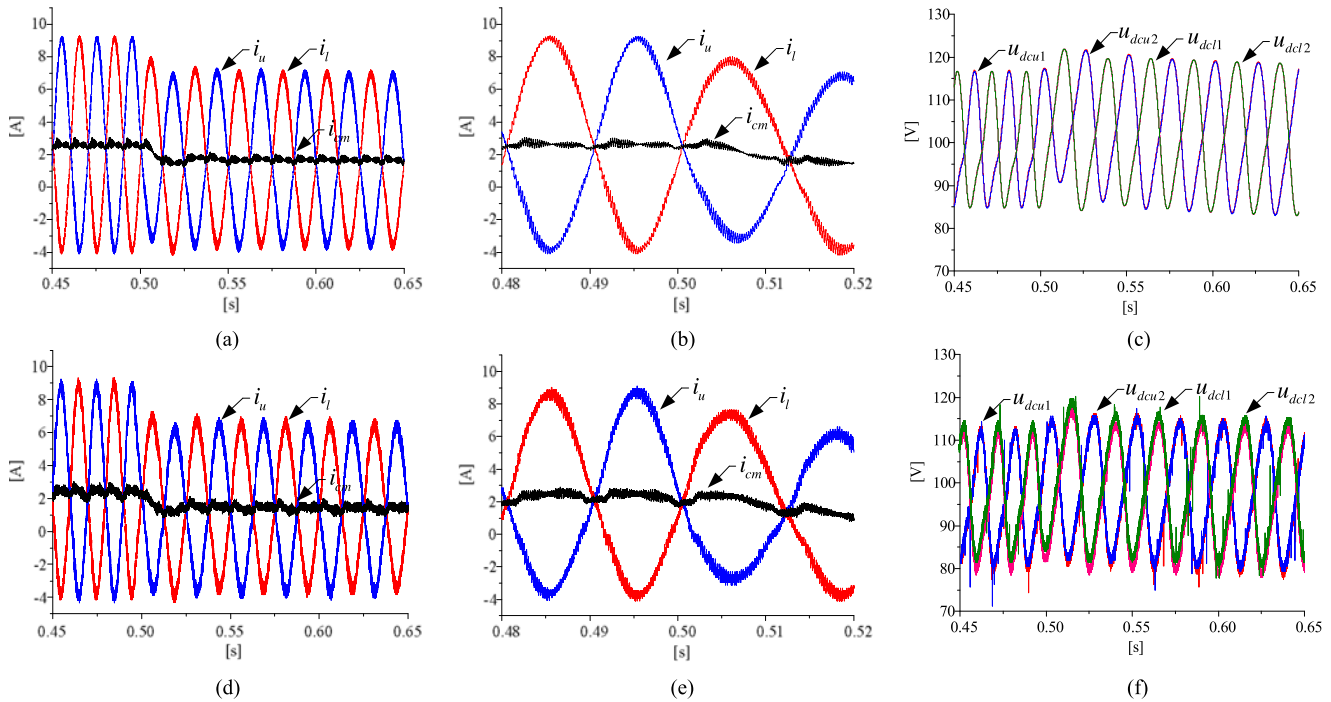 10
8
6
4
2
0
-2
-4
[A]
i_u
i_l
i_cm
0.45
0.50
0.55
0.60
0.65
[s]
(a)
10
8
6
4
2
0
-2
-4
[A]
i_u
i_l
i_cm
0.48
0.49
0.50
0.51
0.52
[s]
(b)
130
120
110
100
90
80
70
[V]
u_dcu1
u_dcu2
u_dcl1
u_dcl2
0.45
0.50
0.55
0.60
0.65
[s]
(c)
10
8
6
4
2
0
-2
-4
[A]
i_u
i_l
i_cm
0.45
0.50
0.55
0.60
0.65
[s]
(d)
10
8
6
4
2
0
-2
-4
[A]
i_u
i_l
i_cm
0.48
0.49
0.50
0.51
0.52
[s]
(e)
130
120
110
100
90
80
70
[V]
u_dcu1
u_dcu2
u_dcl1
u_dcl2
0.45
0.50
0.55
0.60
0.65
[s]
(f)